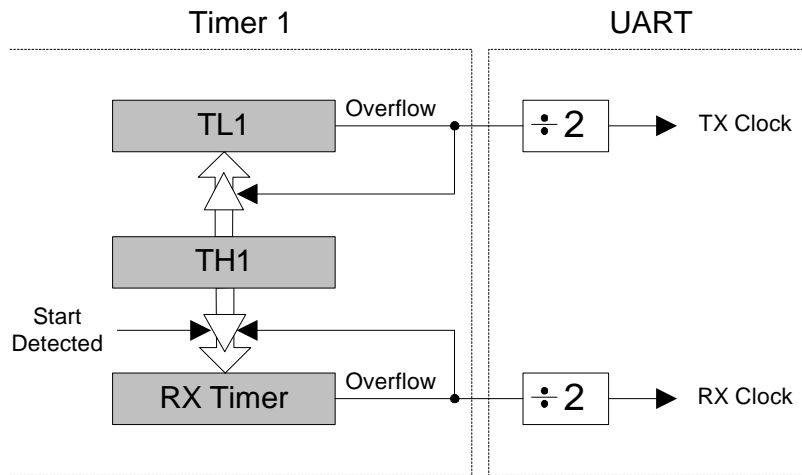 Timer 1
UART
TL1
Overflow
÷ 2
TX Clock
TH1
Start
Detected
RX Timer
Overflow
÷ 2
RX Clock